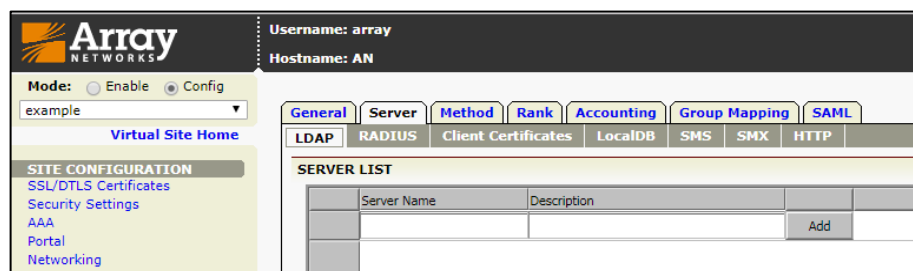 Array
NETWORKS
Username: array
Hostname: AN
Mode: Enable Config
example
Virtual Site Home
SITE CONFIGURATION
SSL/DTLS Certificates
Security Settings
AAA
Portal
Networking
General Server Method Rank Accounting Group Mapping SAML
LDAP RADIUS Client Certificates LocalDB SMS SMX HTTP
SERVER LIST
Server Name Description
Add